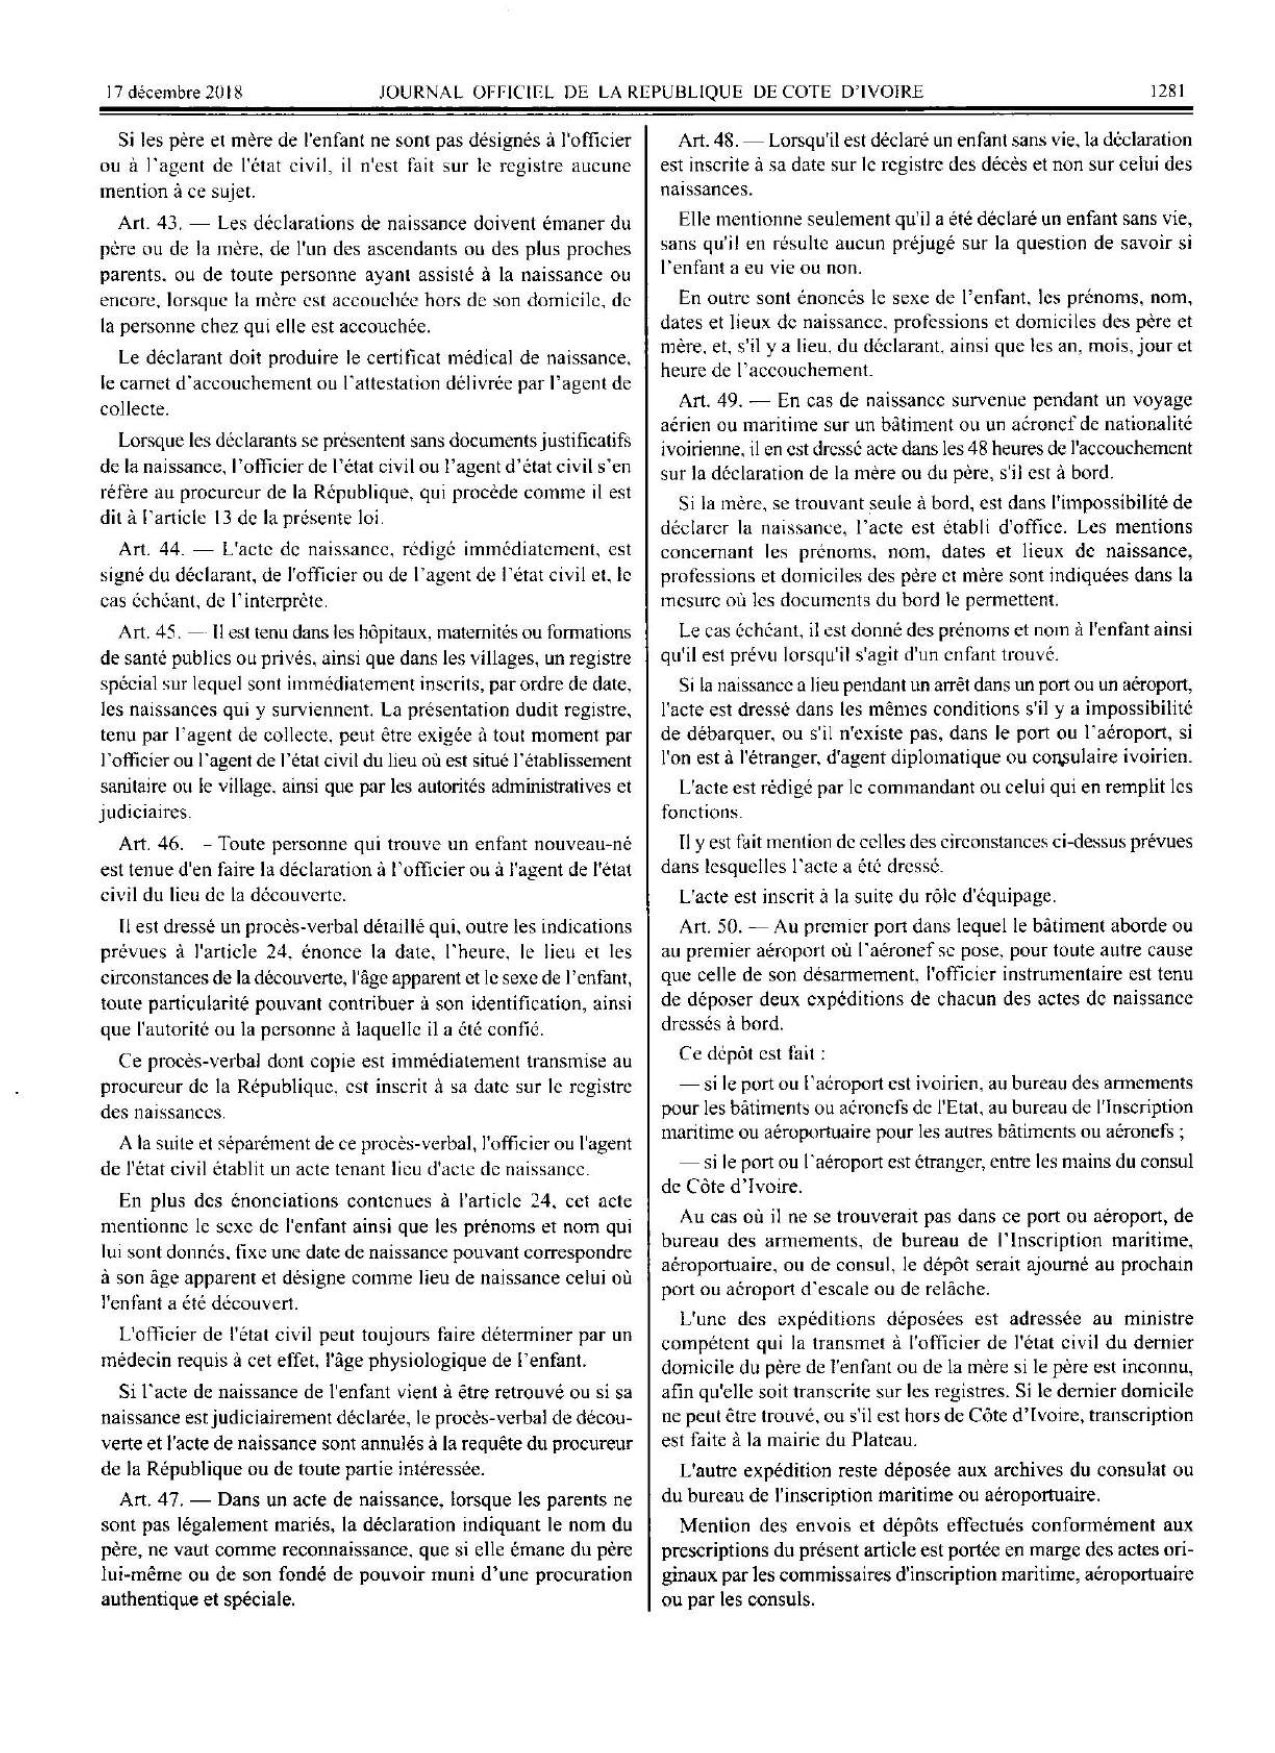 17 décembre 2018 JOURNAL OFFICIEL DE LA REPUBLIQUE DE COTE D'IVOIRE 1281
Si les père et mère de l'enfant ne sont pas désignés à l'officier
ou à l'agent de l'état civil, il n'est fait sur le registre aucune
mention à ce sujet.
Art. 43. — Les déclarations de naissance doivent émaner du
père ou de la mère, de l'un des ascendants ou des plus proches
parents, ou de toute personne ayant assisté à la naissance ou
encore, lorsque la mère est accouchée hors de son domicile, de
la personne chez qui elle est accouchée.
Le déclarant doit produire le certificat médical de naissance,
le carnet d'accouchement ou l'attestation délivrée par l'agent de
collecte.
Lorsque les déclarants se présentent sans documents justificatifs
de la naissance, l'officier de l'état civil ou l'agent d'état civil s'en
réfère au procureur de la République, qui procède comme il est
dit à l'article 13 de la présente loi.
Art. 44. — L'acte de naissance, rédigé immédiatement, est
signé du déclarant, de l'officier ou de l'agent de l'état civil et, le
cas échéant, de l'interprète.
Art. 45. — Il est tenu dans les hôpitaux, maternités ou formations
de santé publics ou privés, ainsi que dans les villages, un registre
spécial sur lequel sont immédiatement inscrits, par ordre de date,
les naissances qui y surviennent. La présentation dudit registre,
tenu par l'agent de collecte, peut être exigée à tout moment par
l'officier ou l'agent de l'état civil du lieu où est situé l'établissement
sanitaire ou le village, ainsi que par les autorités administratives et
judiciaires.
Art. 46. - Toute personne qui trouve un enfant nouveau-né
est tenue d'en faire la déclaration à l'officier ou à l'agent de l'état
civil du lieu de la découverte.
Il est dressé un procès-verbal détaillé qui, outre les indications
prévues à l'article 24, énonce la date, l'heure, le lieu et les
circonstances de la découverte, l'âge apparent et le sexe de l'enfant,
toute particularité pouvant contribuer à son identification, ainsi
que l'autorité ou la personne à laquelle il a été confié.
Ce procès-verbal dont copie est immédiatement transmise au
procureur de la République, est inscrit à sa date sur le registre
des naissances.
A la suite et séparément de ce procès-verbal, l'officier ou l'agent
de l'état civil établit un acte tenant lieu d'acte de naissance.
En plus des énonciations contenues à l'article 24, cet acte
mentionne le sexe de l'enfant ainsi que les prénoms et nom qui
lui sont donnés, fixe une date de naissance pouvant correspondre
à son âge apparent et désigne comme lieu de naissance celui où
l'enfant a été découvert.
L'officier de l'état civil peut toujours faire déterminer par un
médecin requis à cet effet, l'âge physiologique de l'enfant.
Si l'acte de naissance de l'enfant vient à être retrouvé ou si sa
naissance est judiciairement déclarée, le procès-verbal de décou-
verte et l'acte de naissance sont annulés à la requête du procureur
de la République ou de toute partie intéressée.
Art. 47. — Dans un acte de naissance, lorsque les parents ne
sont pas légalement mariés, la déclaration indiquant le nom du
père, ne vaut comme reconnaissance, que si elle émane du père
lui-même ou de son fondé de pouvoir muni d'une procuration
authentique et spéciale.
Art. 48. — Lorsqu'il est déclaré un enfant sans vie, la déclaration
est inscrite à sa date sur le registre des décès et non sur celui des
naissances.
Elle mentionne seulement qu'il a été déclaré un enfant sans vie,
sans qu'il en résulte aucun préjugé sur la question de savoir si
l'enfant a eu vie ou non.
En outre sont énoncés le sexe de l'enfant, les prénoms, nom,
dates et lieux de naissance, professions et domiciles des père et
mère, et, s'il y a lieu, du déclarant, ainsi que les an, mois, jour et
heure de l'accouchement.
Art. 49. — En cas de naissance survenue pendant un voyage
aérien ou maritime sur un bâtiment ou un aéronef de nationalité
ivoirienne, il en est dressé acte dans les 48 heures de l'accouchement
sur la déclaration de la mère ou du père, s'il est à bord.
Si la mère, se trouvant seule à bord, est dans l'impossibilité de
déclarer la naissance, l'acte est établi d'office. Les mentions
concernant les prénoms, nom, dates et lieux de naissance,
professions et domiciles des père et mère sont indiquées dans la
mesure où les documents du bord le permettent.
Le cas échéant, il est donné des prénoms et nom à l'enfant ainsi
qu'il est prévu lorsqu'il s'agit d'un enfant trouvé.
Si la naissance a lieu pendant un arrêt dans un port ou un aéroport,
l'acte est dressé dans les mêmes conditions s'il y a impossibilité
de débarquer, ou s'il n'existe pas, dans le port ou l'aéroport, si
l'on est à l'étranger, d'agent diplomatique ou consulaire ivoirien.
L'acte est rédigé par le commandant ou celui qui en remplit les
fonctions.
Il y est fait mention de celles des circonstances ci-dessus prévues
dans lesquelles l'acte a été dressé.
L'acte est inscrit à la suite du rôle d'équipage.
Art. 50. — Au premier port dans lequel le bâtiment aborde ou
au premier aéroport où l'aéronef se pose, pour toute autre cause
que celle de son désarmement, l'officier instrumentaire est tenu
de déposer deux expéditions de chacun des actes de naissance
dressés à bord.
Ce dépôt est fait :
— si le port ou l'aéroport est ivoirien, au bureau des armements
pour les bâtiments ou aéronefs de l'Etat, au bureau de l'Inscription
maritime ou aéroportuaire pour les autres bâtiments ou aéronefs ;
— si le port ou l'aéroport est étranger, entre les mains du consul
de Côte d'Ivoire.
Au cas où il ne se trouverait pas dans ce port ou aéroport, de
bureau des armements, de bureau de l'Inscription maritime,
aéroportuaire, ou de consul, le dépôt serait ajourné au prochain
port ou aéroport d'escale ou de relâche.
L'une des expéditions déposées est adressée au ministre
compétent qui la transmet à l'officier de l'état civil du dernier
domicile du père de l'enfant ou de la mère si le père est inconnu,
afin qu'elle soit transcrite sur les registres. Si le dernier domicile
ne peut être trouvé, ou s'il est hors de Côte d'Ivoire, transcription
est faite à la mairie du Plateau.
L'autre expédition reste déposée aux archives du consulat ou
du bureau de l'inscription maritime ou aéroportuaire.
Mention des envois et dépôts effectués conformément aux
prescriptions du présent article est portée en marge des actes ori-
ginaux par les commissaires d'inscription maritime, aéroportuaire
ou par les consuls.